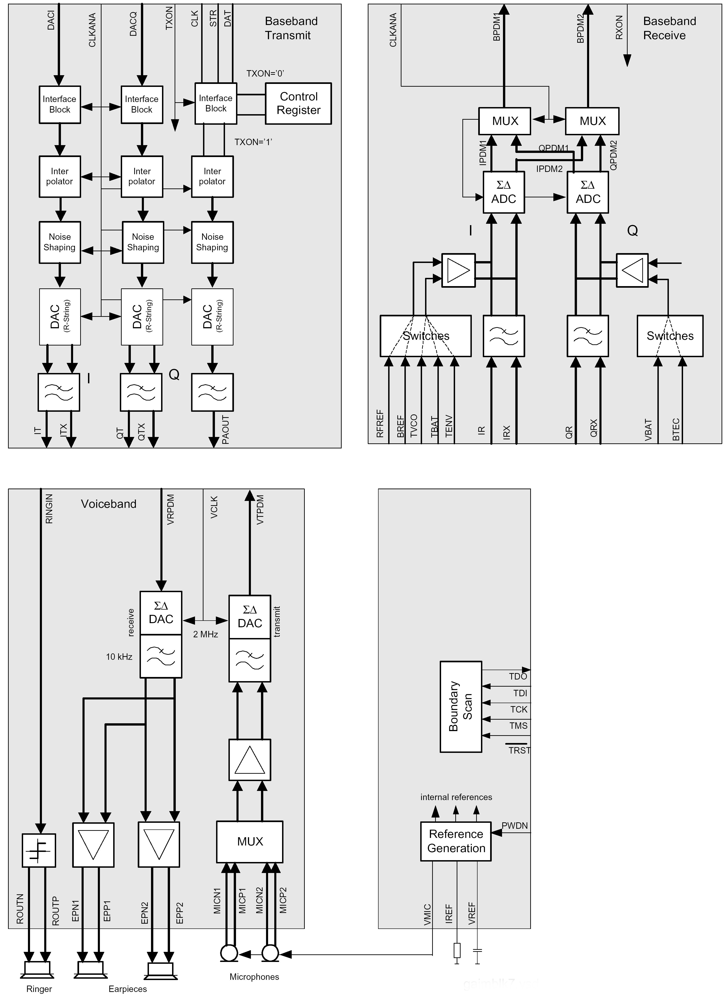 DACI
CLKANA
DACQ
TXON
CLK
STR
DAT
Baseband
Transmit
TXON='0'
Interface
Block
Interface
Block
Interface
Block
Control
Register
TXON='1'
Inter
polator
Inter
polator
Inter
polator
Noise
Shaping
Noise
Shaping
Noise
Shaping
DAC
(R-String)
DAC
(R-String)
DAC
(R-String)
I
Q
IT
ITX
QT
QTX
PAOUT
CLKANA
BPDM1
BPDM2
RXON
Baseband
Receive
MUX
MUX
IPDM1
QPDM1
IPDM2
QPDM2
ΣΔ
ADC
ΣΔ
ADC
I
Q
Switches
Switches
RFREF
BREF
TVCO
TBAT
TENV
IR
IRX
QR
QRX
VBAT
BTEC
RINGIN
Voiceband
VRPDM
VCLK
VTPDM
receive
ΣΔ
DAC
2 MHz
ΣΔ
DAC
transmit
10 kHz
MUX
ROUTN
ROUTP
EPN1
EPP1
EPN2
EPP2
MICN1
MICP1
MICN2
MICP2
Ringer
Earpieces
Microphones
Boundary
Scan
TDO
TDI
TCK
TMS
TRST
internal references
Reference
Generation
PWDN
VMIC
IREF
VREF